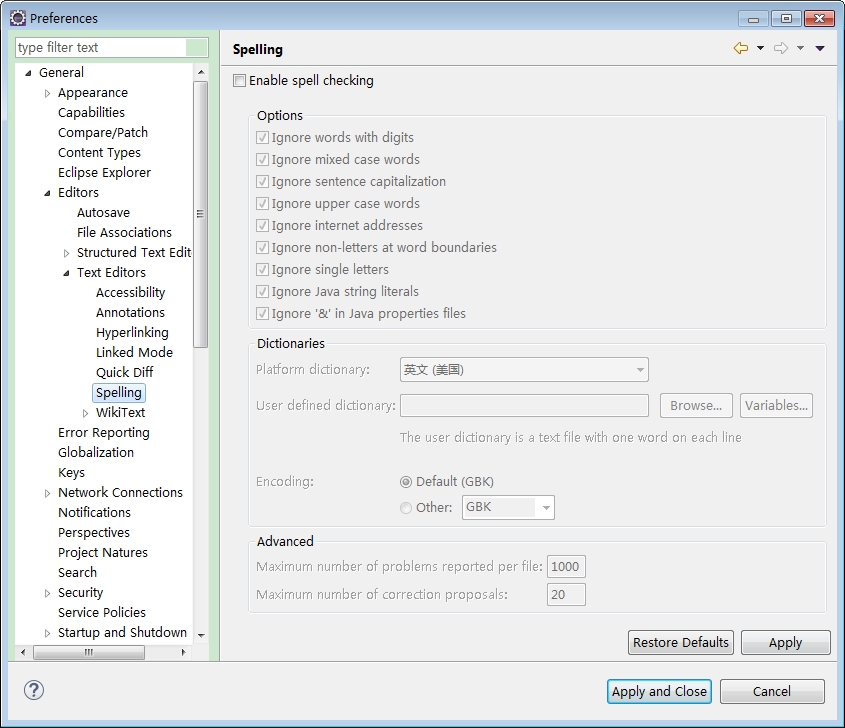 Preferences
type filter text
General
Appearance
Capabilities
Compare/Patch
Content Types
Eclipse Explorer
Editors
Autosave
File Associations
Structured Text Edit
Text Editors
Accessibility
Annotations
Hyperlinking
Linked Mode
Quick Diff
Spelling
WikiText
Error Reporting
Globalization
Keys
Network Connections
Notifications
Perspectives
Project Natures
Search
Security
Service Policies
Startup and Shutdown
Spelling
Enable spell checking
Options
Ignore words with digits
Ignore mixed case words
Ignore sentence capitalization
Ignore upper case words
Ignore internet addresses
Ignore non-letters at word boundaries
Ignore single letters
Ignore Java string literals
Ignore '&' in Java properties files
Dictionaries
Platform dictionary: 英文 (美国)
User defined dictionary: Browse... Variables...
The user dictionary is a text file with one word on each line
Encoding: Default (GBK)
Other: GBK
Advanced
Maximum number of problems reported per file: 1000
Maximum number of correction proposals: 20
Restore Defaults Apply
? Apply and Close Cancel